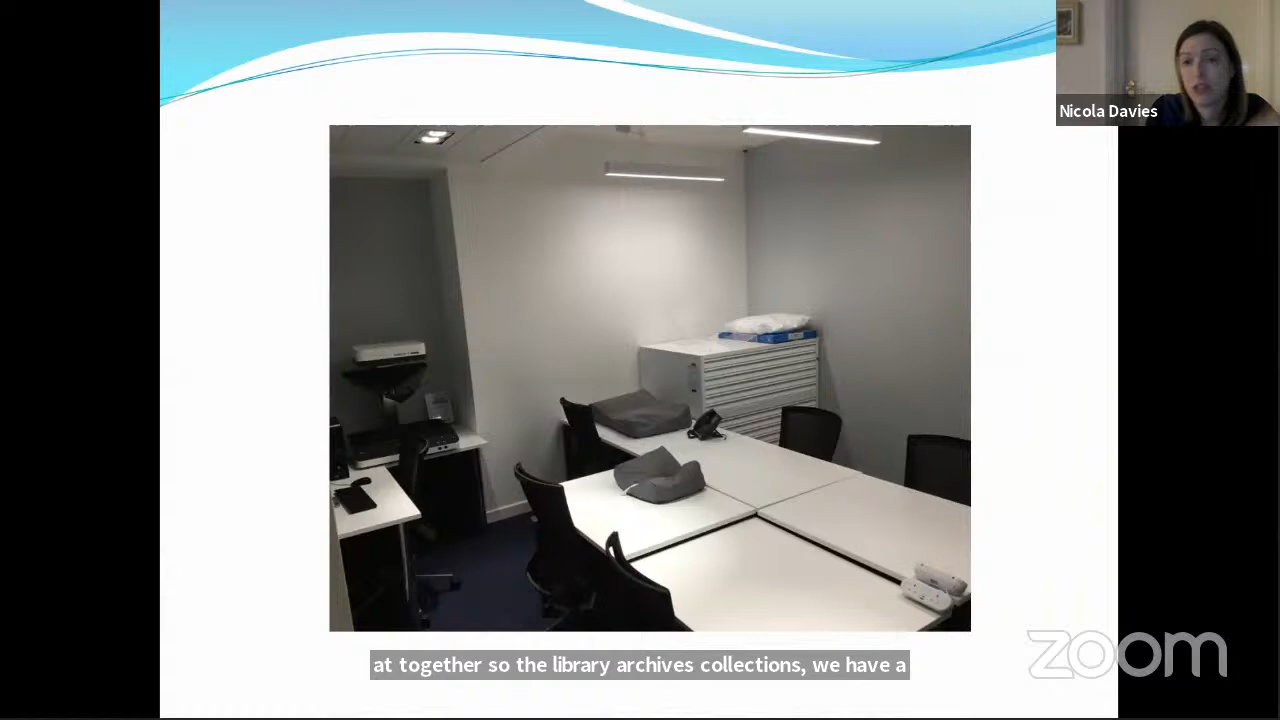 Nicola Davies
at together so the library archives collections, we have a
zoom